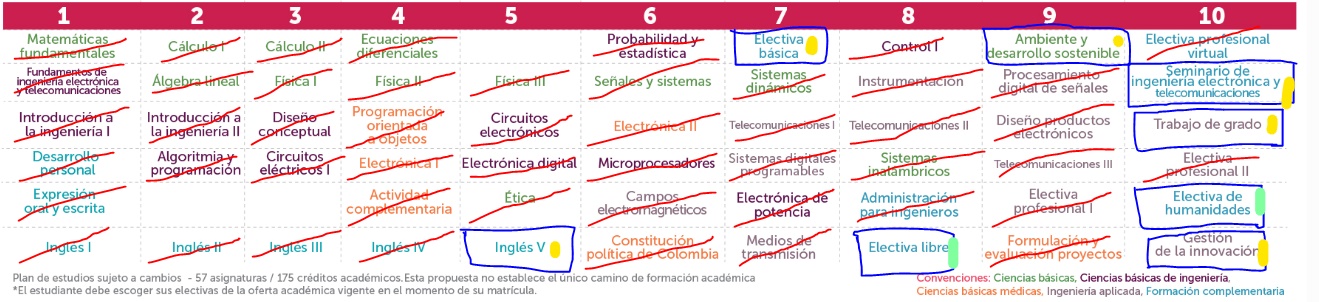 1 2 3 4 5 6 7 8 9 10
Matemáticas
fundamentales
Cálculo I
Cálculo II
Ecuaciones
diferenciales
Probabilidad y
estadística
Electiva
básica
Control I
Ambiente y
desarrollo sostenible
Electiva profesional
virtual
Fundamentos de
ingeniería electrónica
y telecomunicaciones
Álgebra lineal
Física I
Física II
Física III
Señales y sistemas
Sistemas
dinámicos
Instrumentación
Procesamiento
digital de señales
Seminario de
ingeniería electrónica y
telecomunicaciones
Introducción a
la ingeniería I
Introducción a
la ingeniería II
Diseño
conceptual
Programación
orientada
a objetos
Circuitos
electrónicos
Electrónica II
Telecomunicaciones I
Telecomunicaciones II
Diseño productos
electrónicos
Trabajo de grado
Desarrollo
personal
Algoritmia y
programación
Circuitos
eléctricos I
Electrónica I
Electrónica digital
Microprocesadores
Sistemas digitales
programables
Sistemas
inalámbricos
Telecomunicaciones III
Electiva
profesional II
Expresión
oral y escrita
Actividad
complementaria
Ética
Campos
electromagnéticos
Electrónica de
potencia
Administración
para ingenieros
Electiva
profesional I
Electiva de
humanidades
Inglés I
Inglés II
Inglés III
Inglés IV
Inglés V
Constitución
política de Colombia
Medios de
transmisión
Electiva libre
Formulación y
evaluación proyectos
Gestión
de la innovación
Plan de estudios sujeto a cambios - 57 asignaturas / 175 créditos académicos. Esta propuesta no establece el único camino de formación académica
*El estudiante debe escoger sus electivas de la oferta académica vigente en el momento de su matrícula.
Convenciones: Ciencias básicas, Ciencias básicas de ingeniería,
Ciencias básicas médicas, Ingeniería aplicada, Formación complementaria